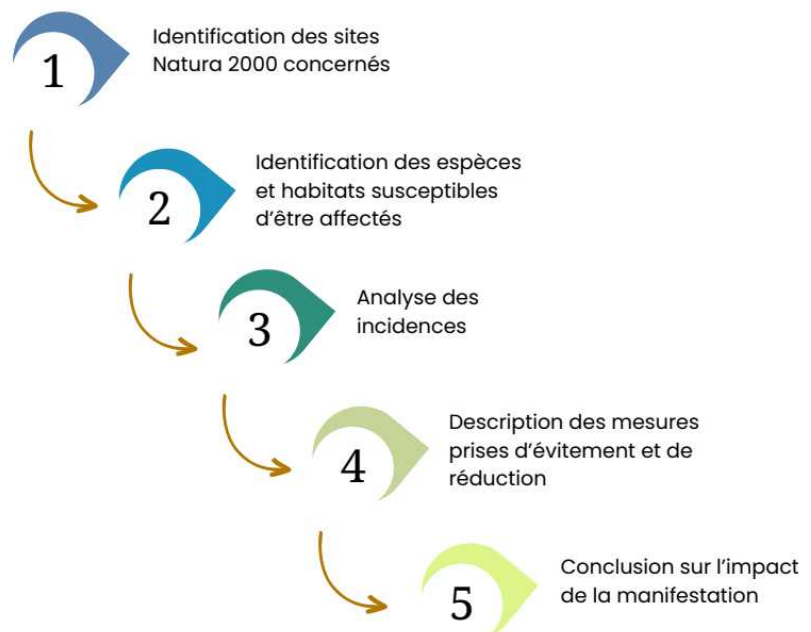 1
Identification des sites
Natura 2000 concernés
2
Identification des espèces
et habitats susceptibles
d'être affectés
3
Analyse des
incidences
4
Description des mesures
prises d'évitement et de
réduction
5
Conclusion sur l'impact
de la manifestation